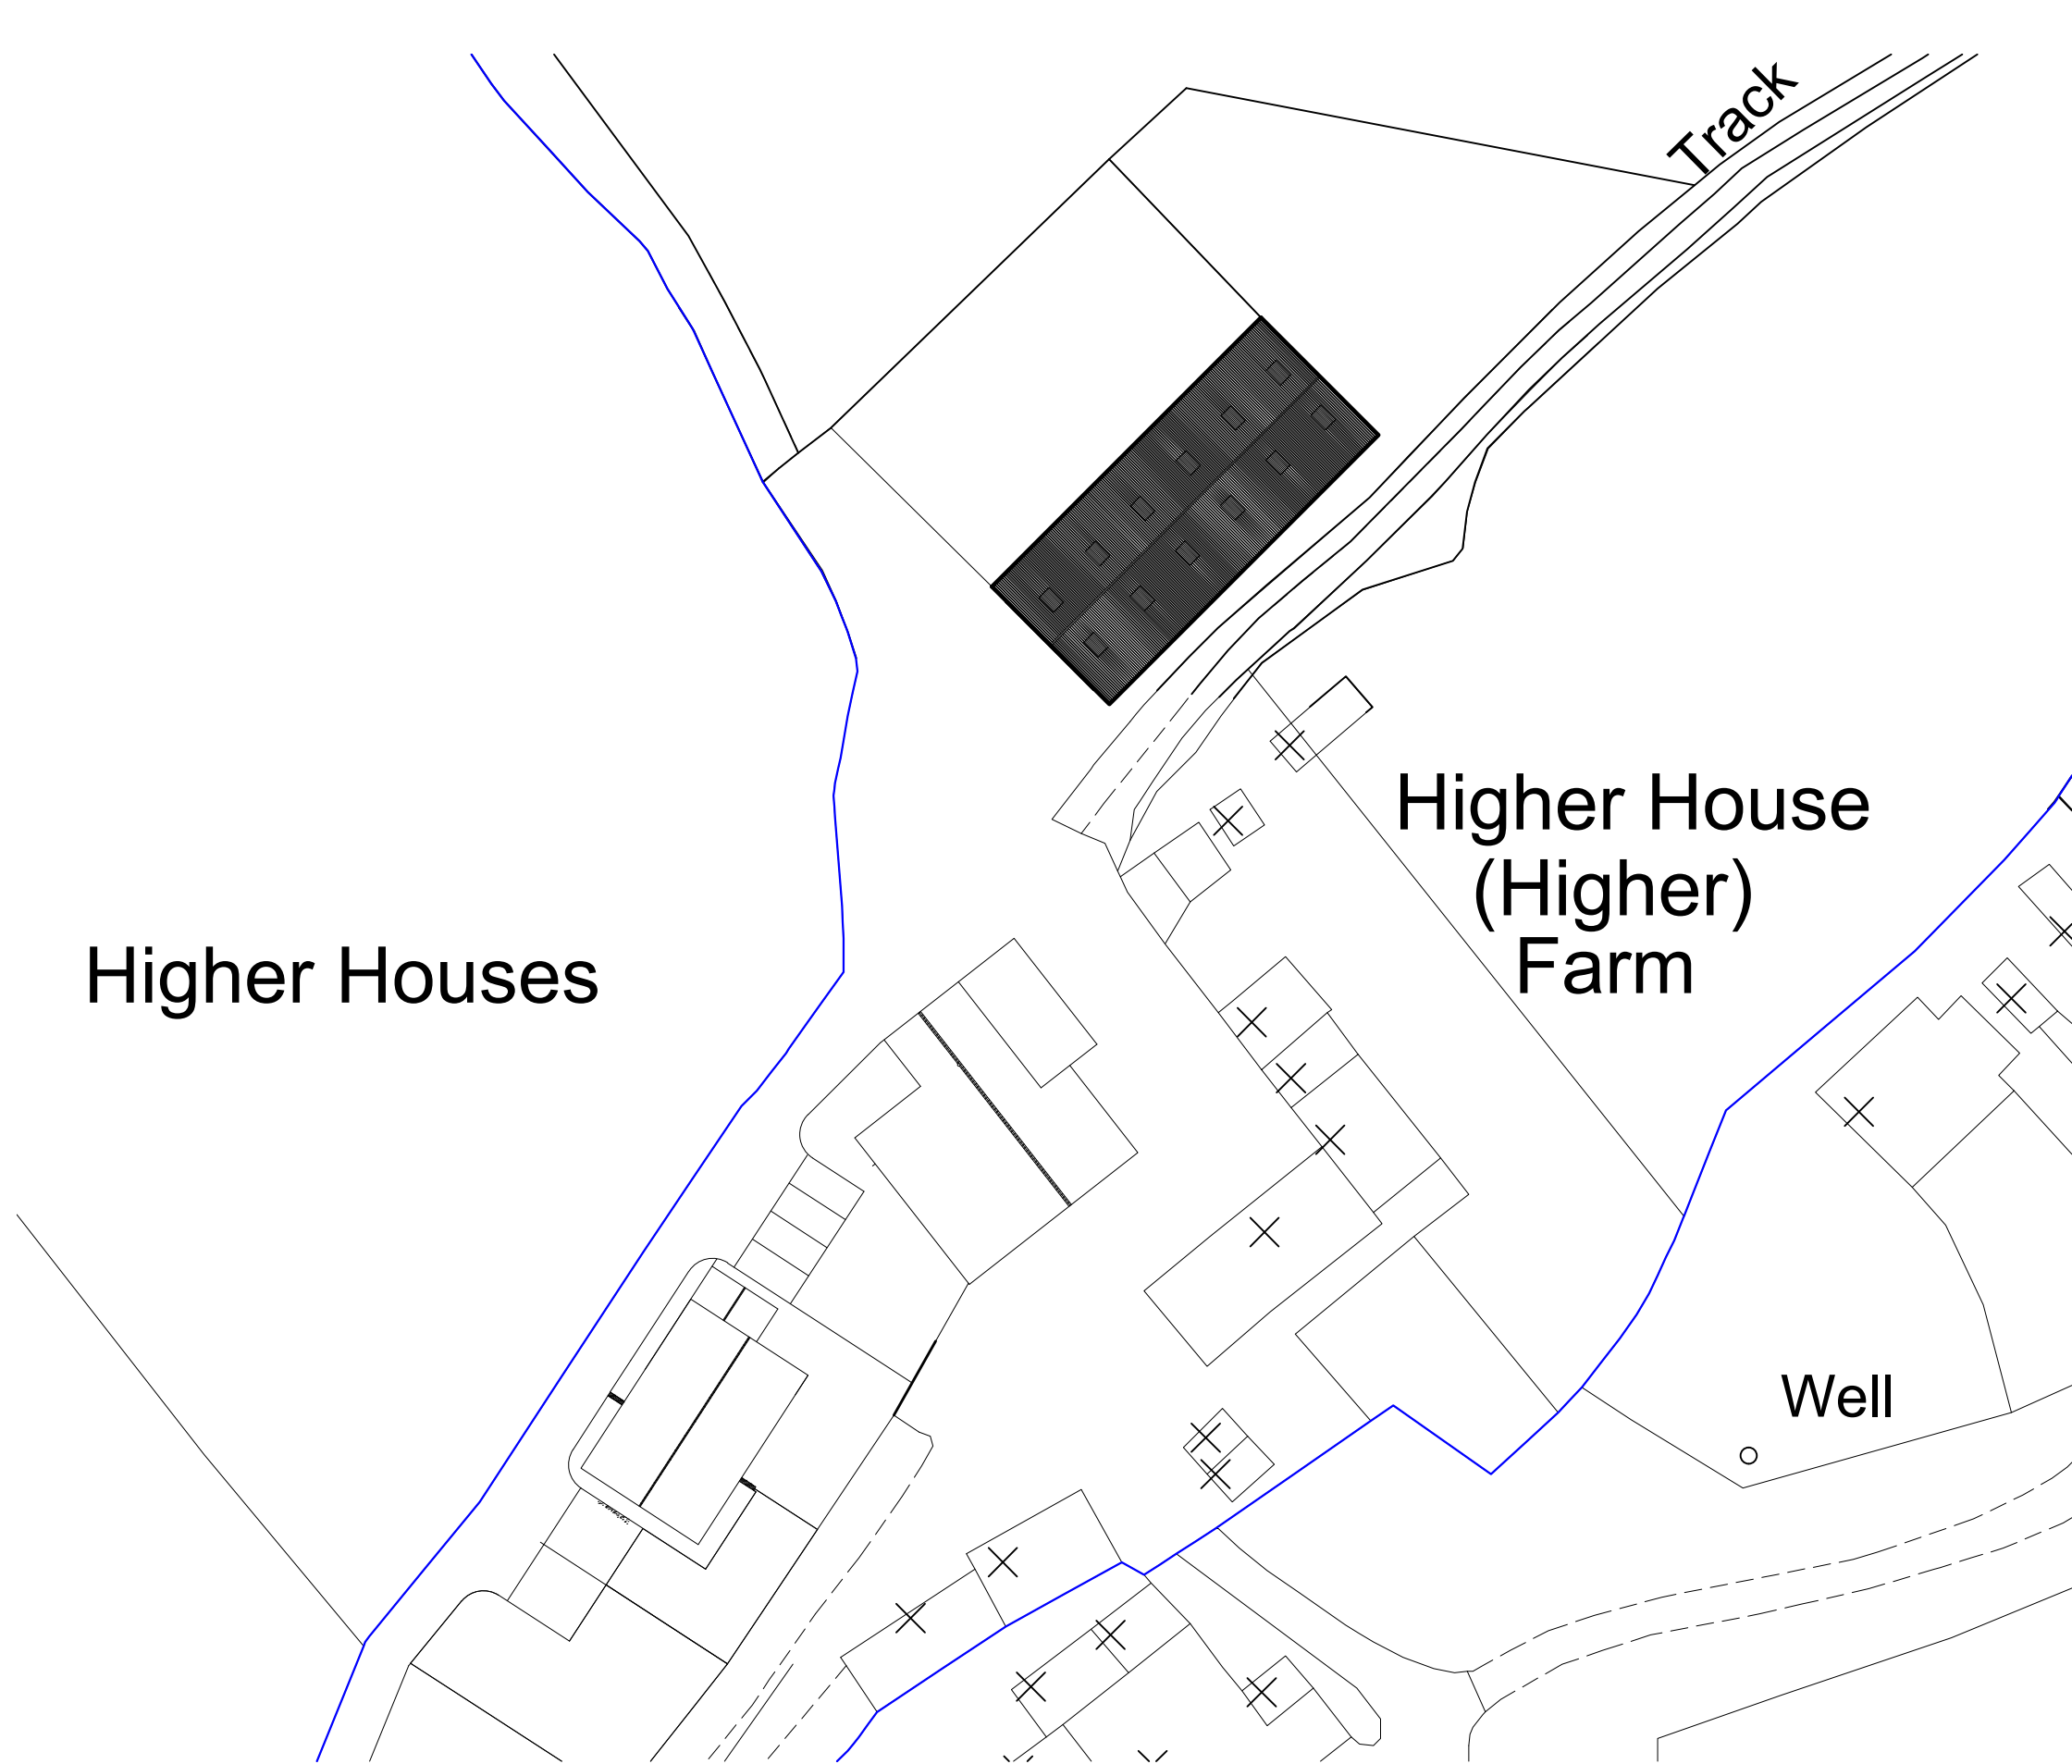 Track
Higher House
(Higher)
Farm
Higher Houses
Well